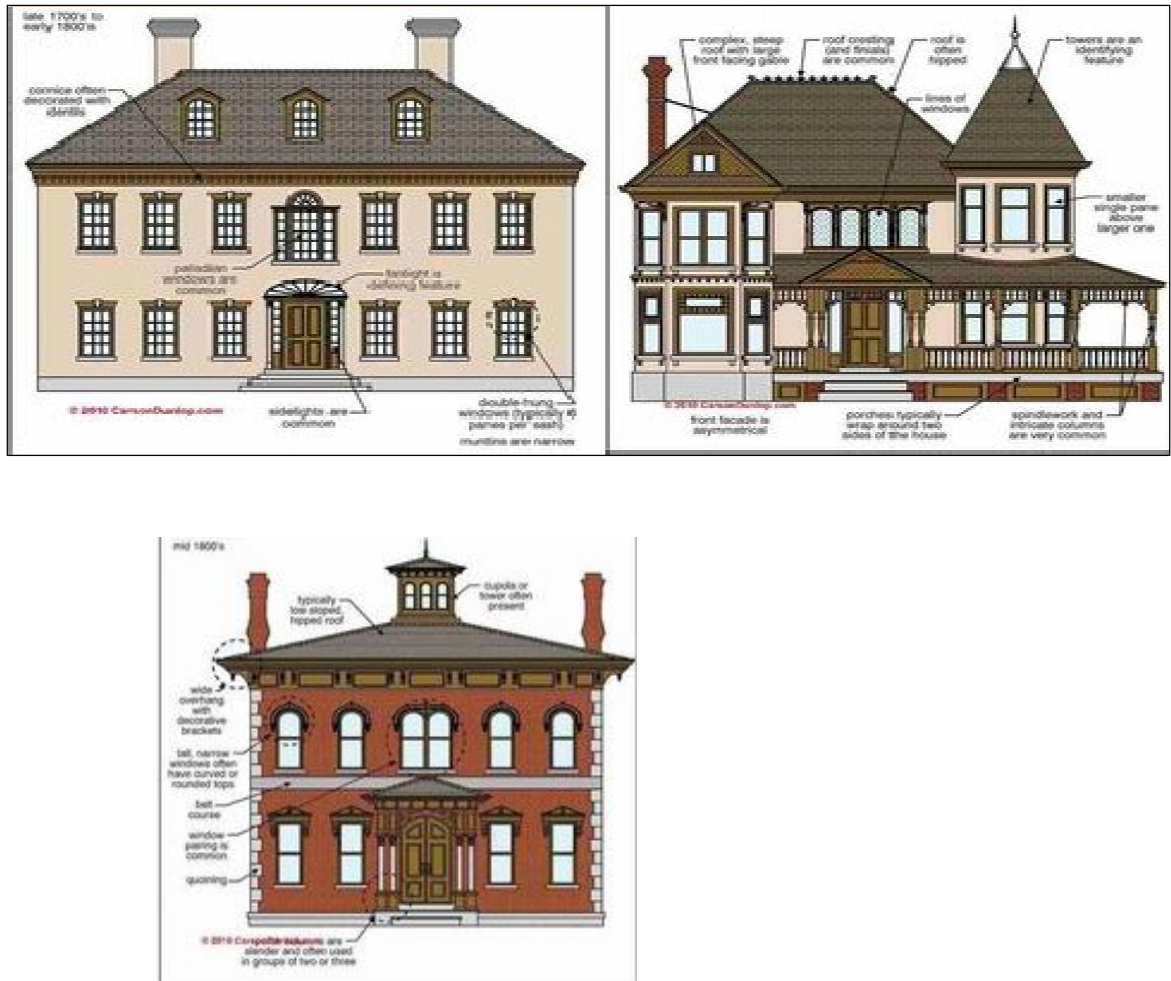 late 1700's to
early 1800's
cornice often
decorated with
dentils
palladian
windows are
common
fanlight is
defining feature
© 2010 CarsonDunlop.com
sidelights are
common
double-hung
windows (typically 6
panes per sash)
muntins are narrow
complex, steep
roof with large
front facing gable
roof cresting
(and finials)
are common
roof is
often
hipped
towers are an
identifying
feature
lines of
windows
smaller
single pane
above
larger one
© 2010 CarsonDunlop.com
front facade is
asymmetrical
porches typically
wrap around two
sides of the house
spindlework and
intricate columns
are very common
mid 1800's
typically
low sloped,
hipped roof
cupola or
tower often
present
wide
overhang
with
decorative
brackets
tall, narrow
windows often
have curved or
rounded tops
belt
course
window
pairing is
common
quoining
© 2010
are
slender and often used
in groups of two or three